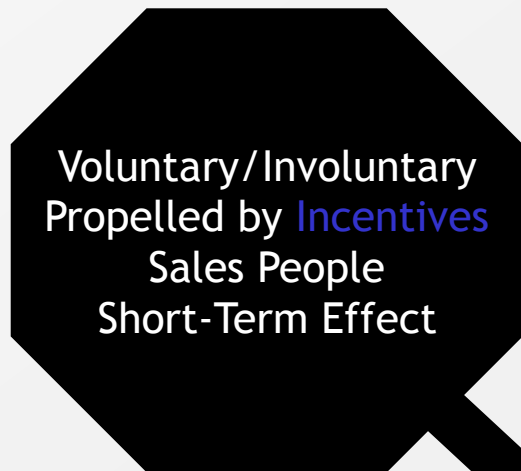 Voluntary/Involuntary
Propelled by Incentives
Sales People
Short-Term Effect